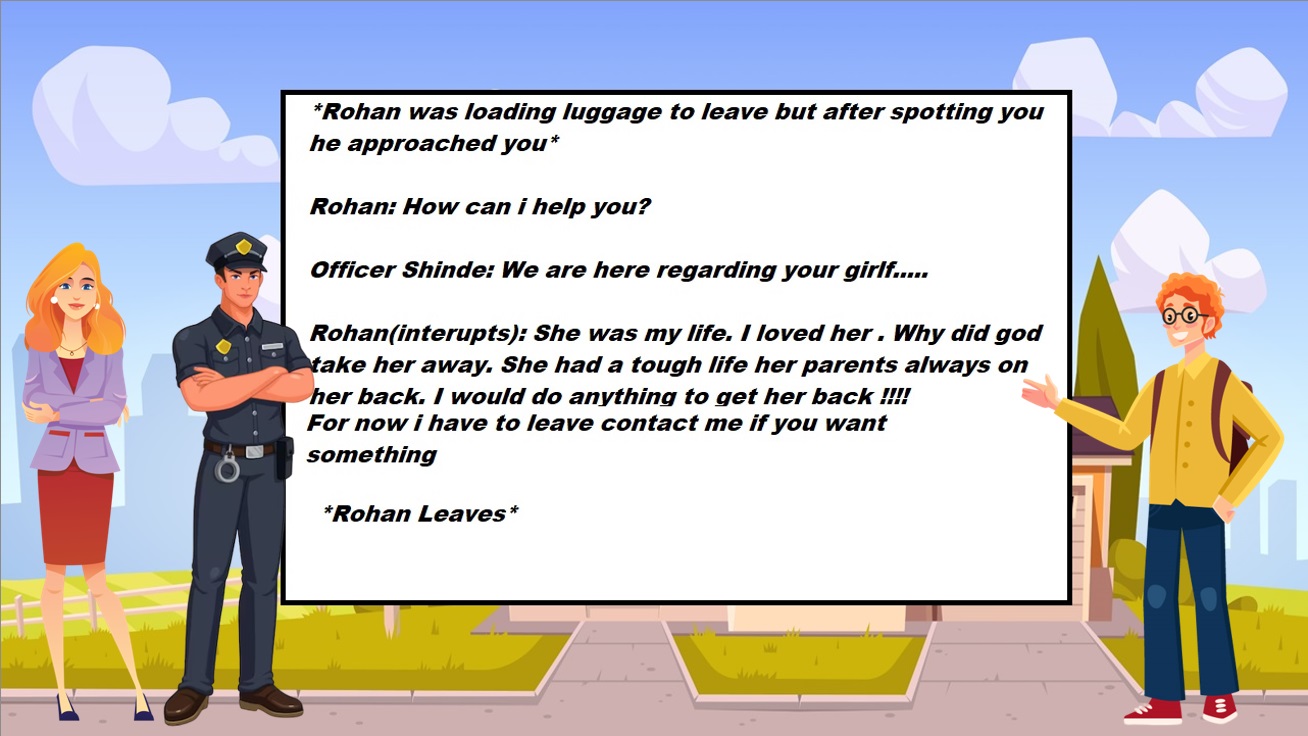 *Rohan was loading luggage to leave but after spotting you
he approached you*
Rohan: How can i help you?
Officer Shinde: We are here regarding your girlf.....
Rohan(interupts): She was my life. I loved her . Why did god
take her away. She had a tough life her parents always on
her back. I would do anything to get her back !!!!
For now i have to leave contact me if you want
something
*Rohan Leaves*